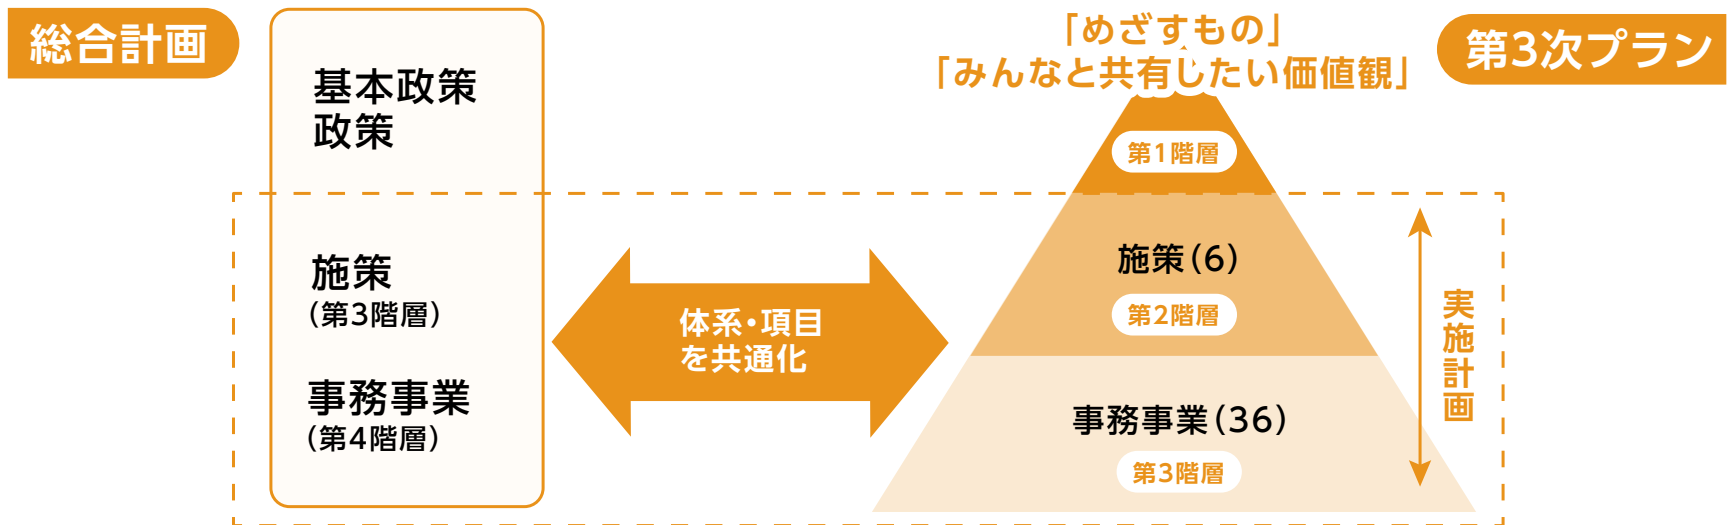 総合計画
基本政策
政策
施策
(第3階層)
事務事業
(第4階層)
体系・項目
を共通化
「めざすもの」
「みんなと共有したい価値観」
第3次プラン
第1階層
施策(6)
第2階層
事務事業(36)
第3階層
実施計画